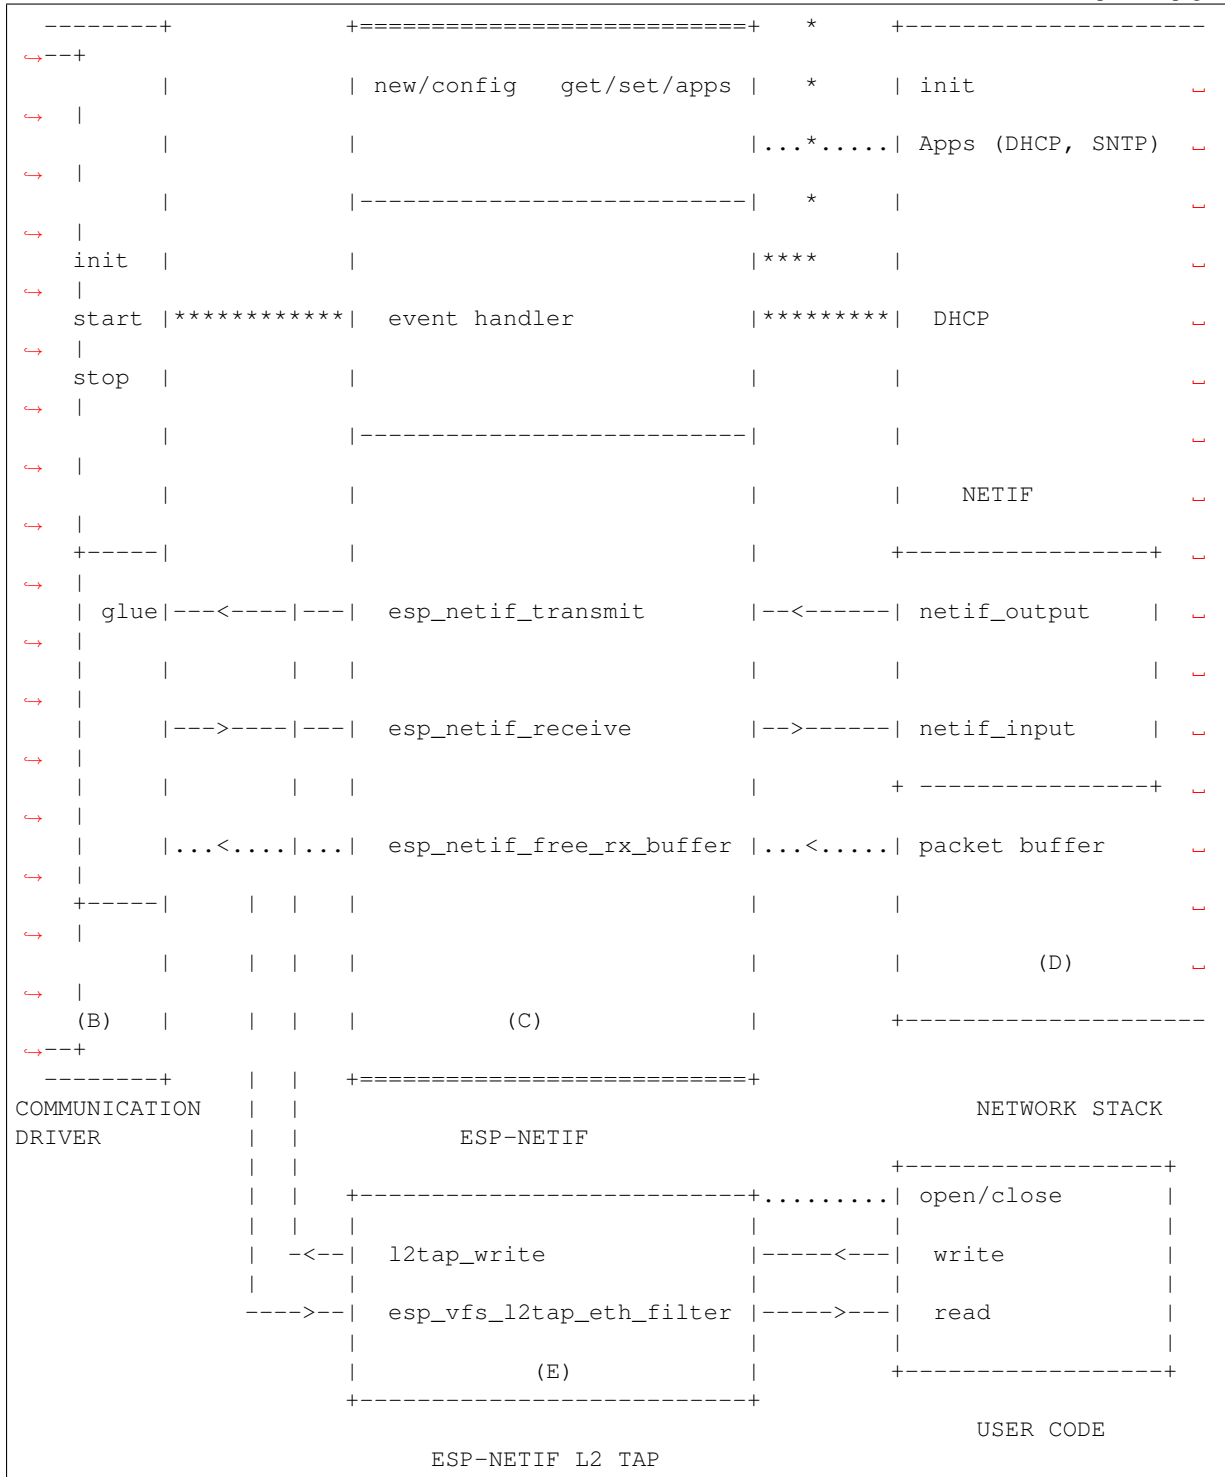 --------+            +===========================+   *     +---------------------
↪--+
          |            | new/config   get/set/apps |   *     | init               ␣
↪  |
          |            |                           |...*.....| Apps (DHCP, SNTP)  ␣
↪  |
          |            |---------------------------|   *     |                    ␣
↪  |
    init  |            |                           |****     |                    ␣
↪  |
    start |************|  event handler            |*********|  DHCP              ␣
↪  |
    stop  |            |                           |         |                    ␣
↪  |
          |            |---------------------------|         |                    ␣
↪  |
          |            |                           |         |    NETIF           ␣
↪  |
    +-----|            |                           |         +-----------------+  ␣
↪  |
    | glue|---<----|---|  esp_netif_transmit       |--<------| netif_output    |  ␣
↪  |
    |     |        |   |                           |         |                 |  ␣
↪  |
    |     |--->----|---|  esp_netif_receive        |-->------| netif_input     |  ␣
↪  |
    |     |        |   |                           |         + ----------------+  ␣
↪  |
    |     |...<....|...|  esp_netif_free_rx_buffer |...<.....| packet buffer      ␣
↪  |
    +-----|     |  |   |                           |         |                    ␣
↪  |
          |     |  |   |                           |         |         (D)        ␣
↪  |
    (B)   |     |  |   |          (C)              |         +---------------------
↪--+
  --------+     |  |   +===========================+
COMMUNICATION   |  |                                               NETWORK STACK
DRIVER          |  |           ESP-NETIF
                |  |                                         +------------------+
                |  |   +---------------------------+.........| open/close       |
                |  |   |                           |         |                  |
                |  -<--|  l2tap_write              |-----<---|  write           |
                |      |                           |         |                  |
                ---->--|  esp_vfs_l2tap_eth_filter |----->---|  read            |
                       |                           |         |                  |
                       |            (E)            |         +------------------+
                       +---------------------------+
                                                                   USER CODE
                             ESP-NETIF L2 TAP